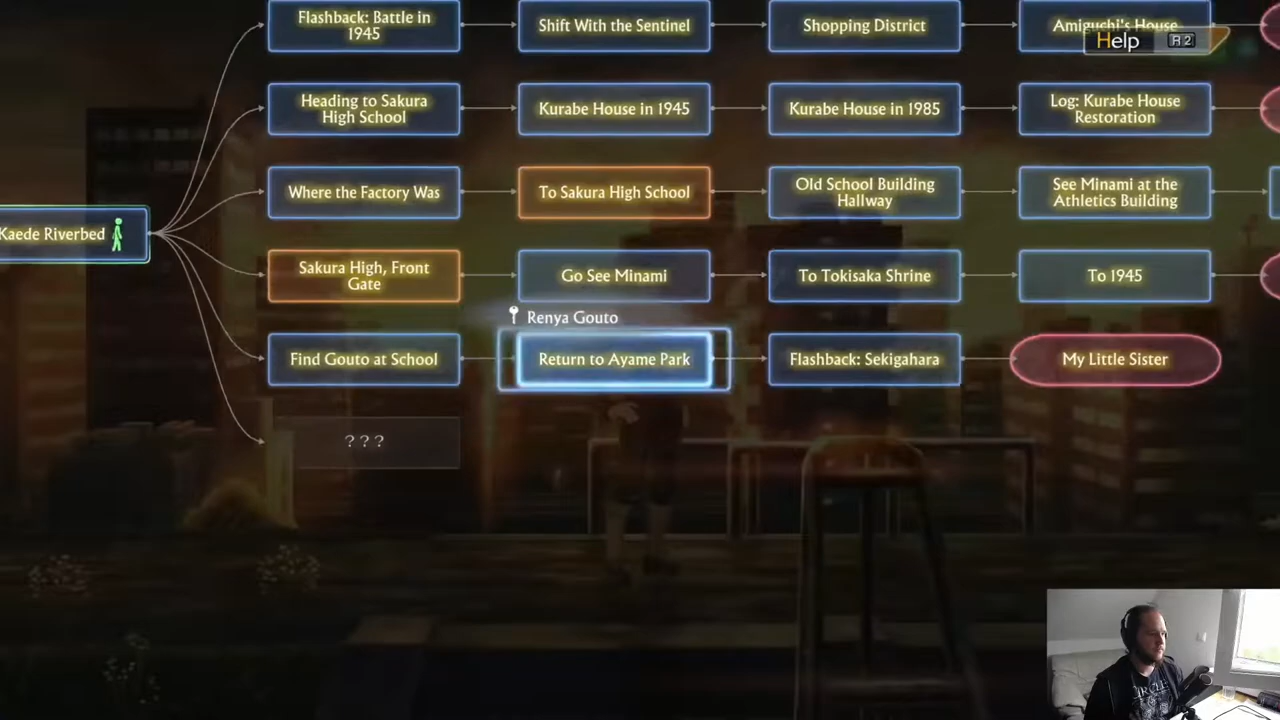 Flashback: Battle in
1945
Shift With the Sentinel
Shopping District
Amiguchi's House
Help R2
Heading to Sakura
High School
Kurabe House in 1945
Kurabe House in 1985
Log: Kurabe House
Restoration
Where the Factory Was
To Sakura High School
Old School Building
Hallway
See Minami at the
Athletics Building
Kaede Riverbed
Sakura High, Front
Gate
Go See Minami
To Tokisaka Shrine
To 1945
Renya Gouto
Find Gouto at School
Return to Ayame Park
Flashback: Sekigahara
My Little Sister
???